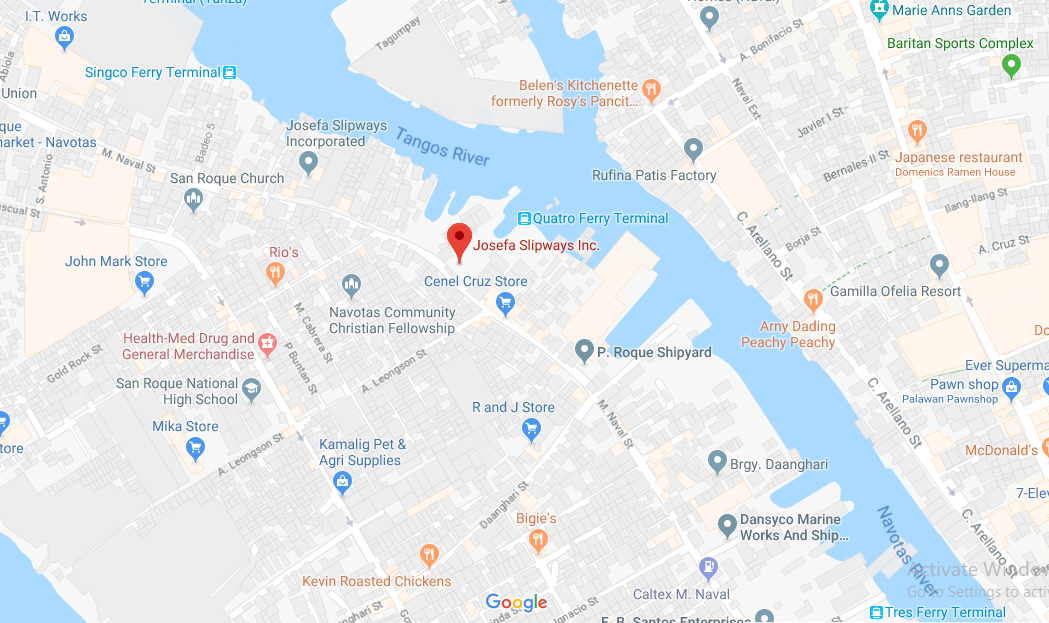 Terminal (Tanza)
Homes (Naval)
I.T. Works
Marie Anns Garden
Tagumpay
A. Bonifacio St
Baritan Sports Complex
Singco Ferry Terminal
Abiola
Union
Belen's Kitchenette
formerly Rosy's Pancit...
Naval Ext
Javier I St
Badeo 5
Josefa Slipways
Incorporated
que
market - Navotas
Tangos River
M. Naval St
S. Antonio
Japanese restaurant
Domenics Ramen House
Bernales-II St
Rufina Patis Factory
San Roque Church
Ilang-Ilang St
ascual St
Quatro Ferry Terminal
C. Arellano St
Borja St
A. Cruz St
Josefa Slipways Inc.
Rio's
John Mark Store
Cenel Cruz Store
Gamilla Ofelia Resort
Navotas Community
Christian Fellowship
M. Cabrera St
Arny Dading
Peachy Peachy
Do
Health-Med Drug and
General Merchandise
P. Roque Shipyard
Gold Rock St
P Buntan St
A. Leongson St
Ever Superma
San Roque National
High School
Pawn shop
Palawan Pawnshop
C. Arellano St
R and J Store
M. Naval St
Mika Store
tore
Kamalig Pet &
Agri Supplies
A. Leongson St
McDonald's
Brgy. Daanghari
7-Elev
Daanghari St
Bigie's
Dansyco Marine
Works And Ship...
Navotas River
C. Arellano St
Kevin Roasted Chickens
Activate Windo
Go to Settings to activ
Caltex M. Naval
Google
Ignacio St
Tres Ferry Terminal
E. B. Santos Enterprises